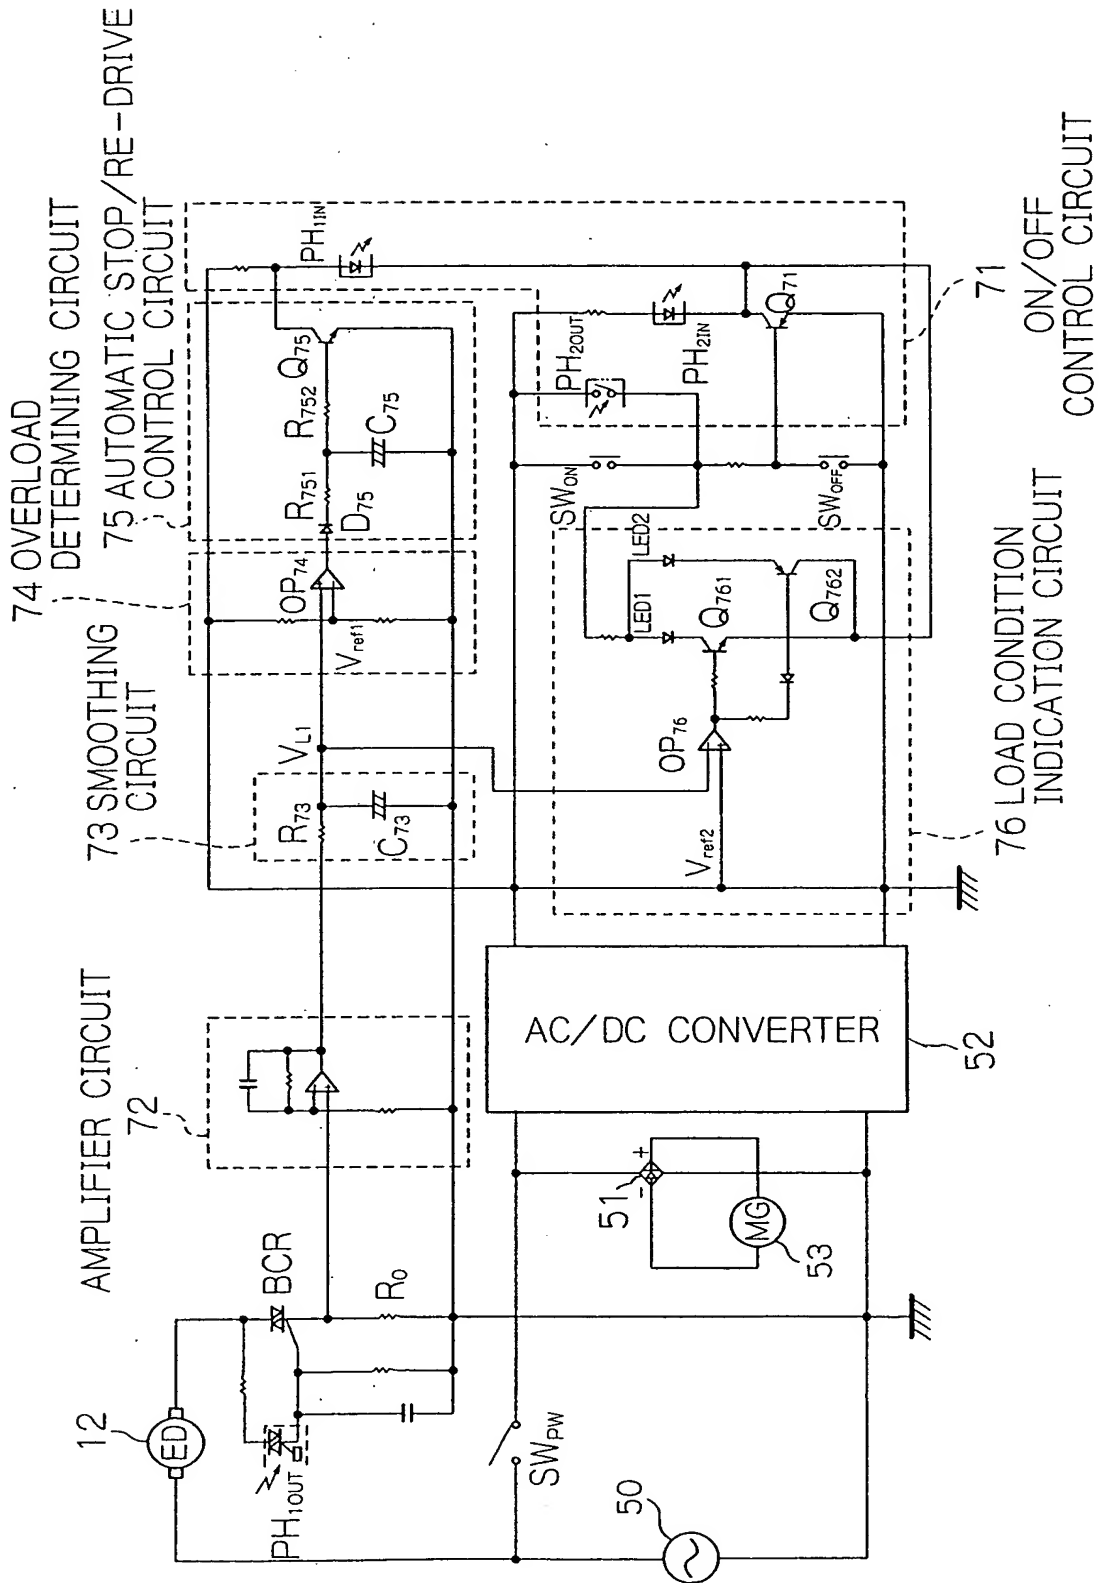 74 OVERLOAD
DETERMINING CIRCUIT
75 AUTOMATIC STOP/RE-DRIVE
CONTROL CIRCUIT
73 SMOOTHING
CIRCUIT
AMPLIFIER CIRCUIT
72
12
ED
BCR
PH1OUT
R0
R73
C73
VL1
Vref1
OP74
D75
R751
R752
C75
Q75
PH1IN
SWPW
50
51
+
-
MG
53
AC/DC CONVERTER
52
Vref2
OP76
LED1
LED2
Q761
Q762
SWON
SWOFF
PH2OUT
PH2IN
Q71
71
ON/OFF
CONTROL CIRCUIT
76 LOAD CONDITION
INDICATION CIRCUIT